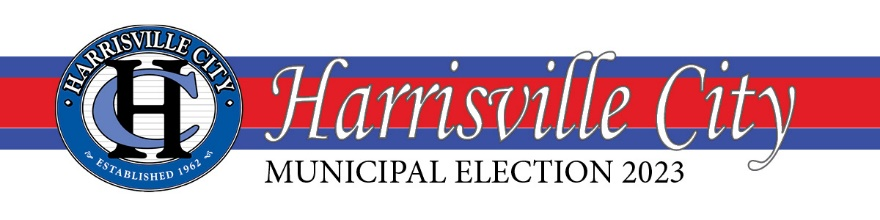 HARRISVILLE CITY
HC
ESTABLISHED 1962
Harrisville City
MUNICIPAL ELECTION 2023